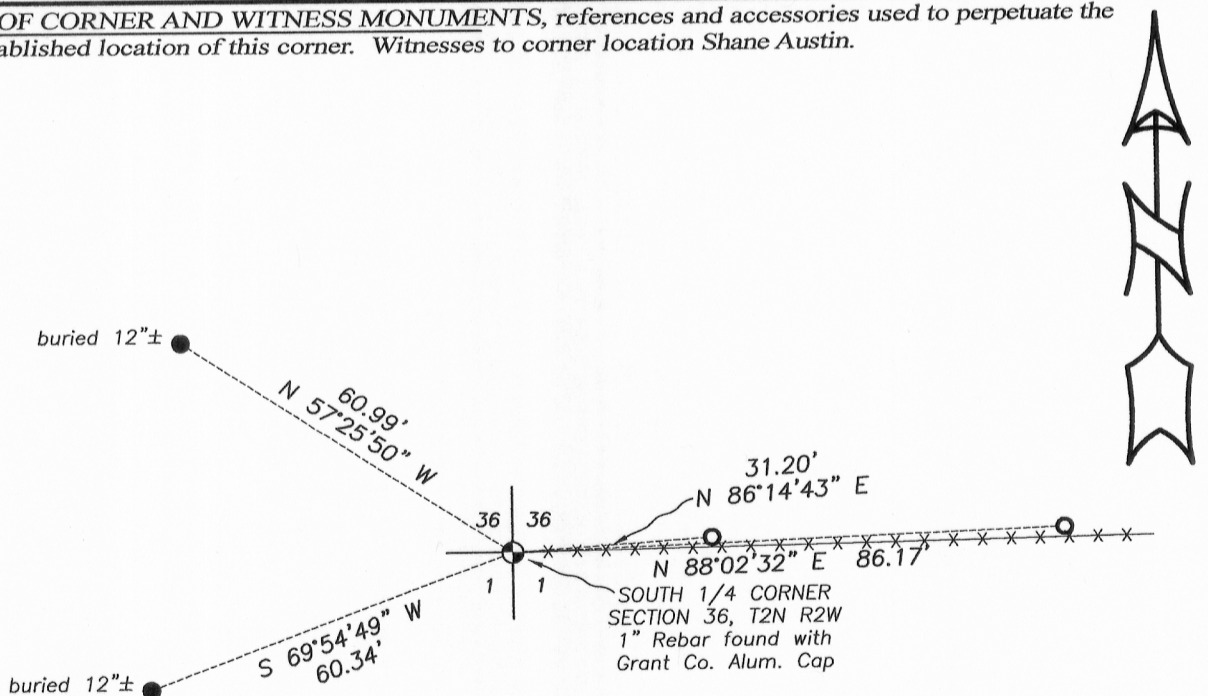 OF CORNER AND WITNESS MONUMENTS, references and accessories used to perpetuate the
ablished location of this corner. Witnesses to corner location Shane Austin.
N
buried 12"±
60.99'
N 57°25'50" W
31.20'
N 86°14'43" E
36 36
N 88°02'32" E 86.17'
1 1
SOUTH 1/4 CORNER
SECTION 36, T2N R2W
1" Rebar found with
Grant Co. Alum. Cap
S 69°54'49" W
60.34'
buried 12"±